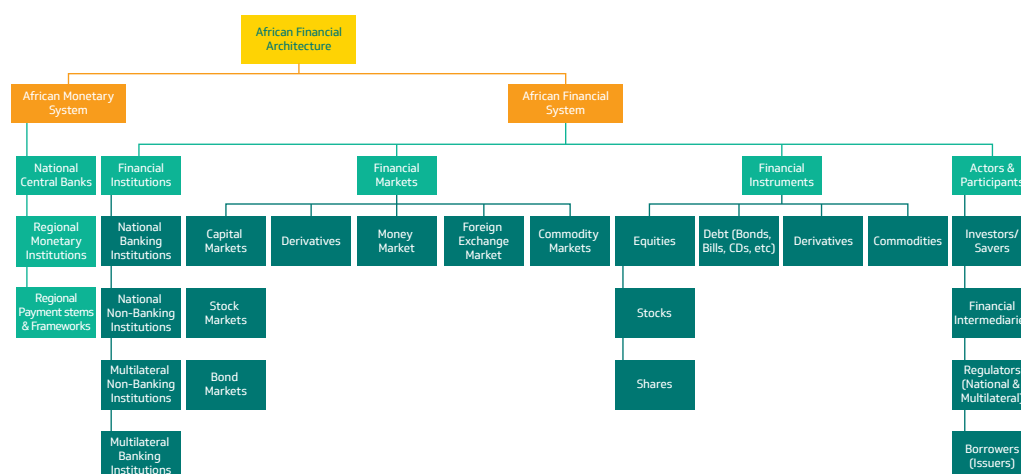 African Financial
Architecture
African Monetary
System
African Financial
System
National
Central Banks
Financial
Institutions
Financial
Markets
Financial
Instruments
Actors &
Participants
Regional
Monetary
Institutions
National
Banking
Institutions
Capital
Markets
Derivatives
Money
Market
Foreign
Exchange
Market
Commodity
Markets
Equities
Debt (Bonds,
Bills, CDs, etc)
Derivatives
Commodities
Investors/
Savers
Regional
Payment stems
& Frameworks
National
Non-Banking
Institutions
Stock
Markets
Stocks
Financial
Intermediarie
Multilateral
Non-Banking
Institutions
Bond
Markets
Shares
Regulators
(National &
Multilateral)
Multilateral
Banking
Institutions
Borrowers
(Issuers)